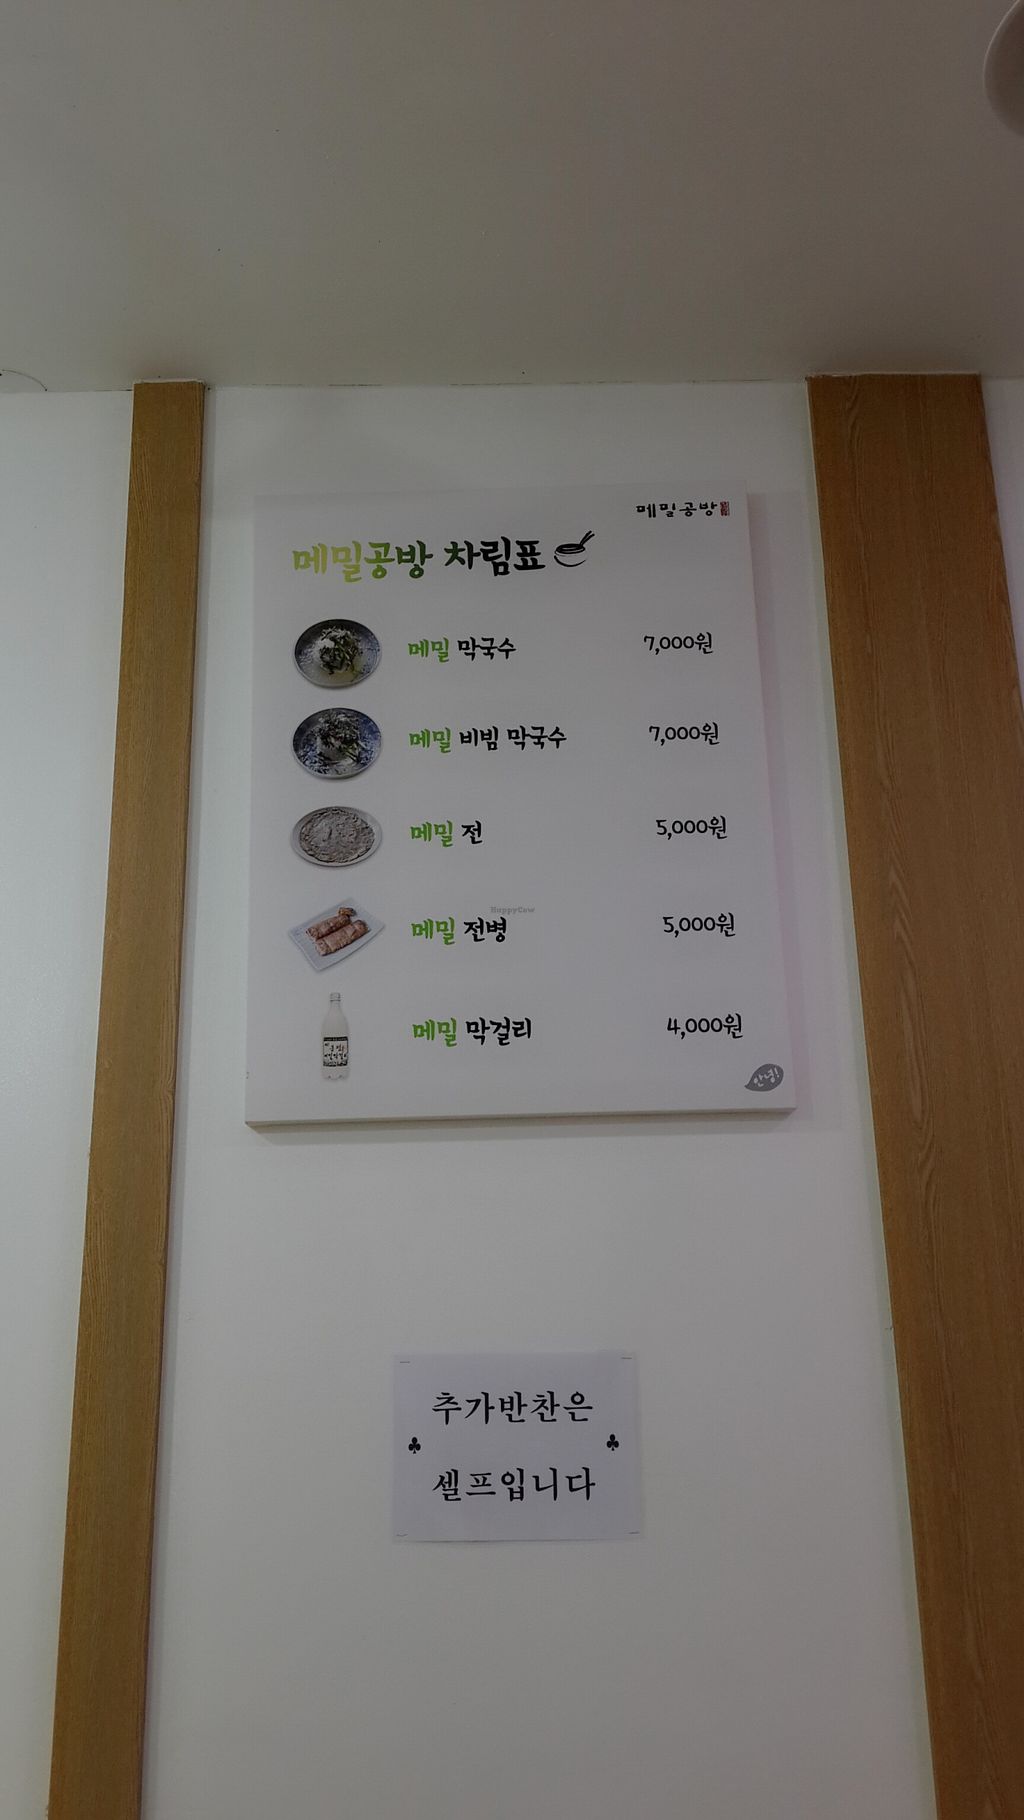 메밀공방
메밀공방 차림표
메밀 막국수 7,000원
메밀 비빔 막국수 7,000원
메밀 전 5,000원
HappyCow
메밀 전병 5,000원
메밀 막걸리 4,000원
안녕!
추가반찬은
셀프입니다